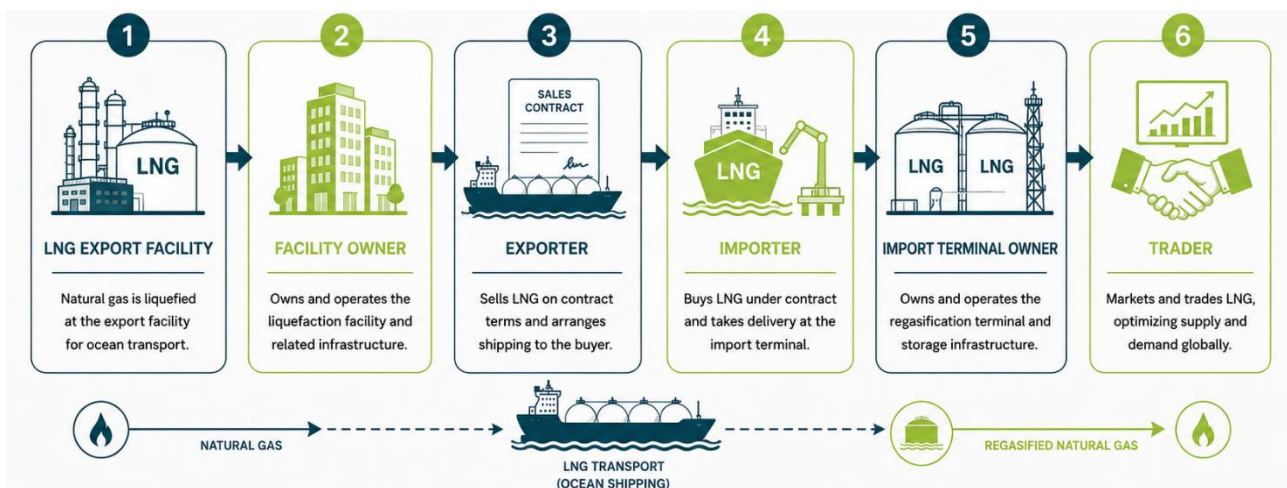 1
2
3
4
5
6
LNG
SALES
CONTRACT
LNG
LNG
LNG
LNG EXPORT FACILITY
Natural gas is liquefied
at the export facility
for ocean transport.
FACILITY OWNER
Owns and operates the
liquefaction facility and
related infrastructure.
EXPORTER
Sells LNG on contract
terms and arranges
shipping to the buyer.
IMPORTER
Buys LNG under contract
and takes delivery at the
import terminal.
IMPORT TERMINAL OWNER
Owns and operates the
regasification terminal and
storage infrastructure.
TRADER
Markets and trades LNG,
optimizing supply and
demand globally.
NATURAL GAS
LNG TRANSPORT
(OCEAN SHIPPING)
REGASIFIED NATURAL GAS